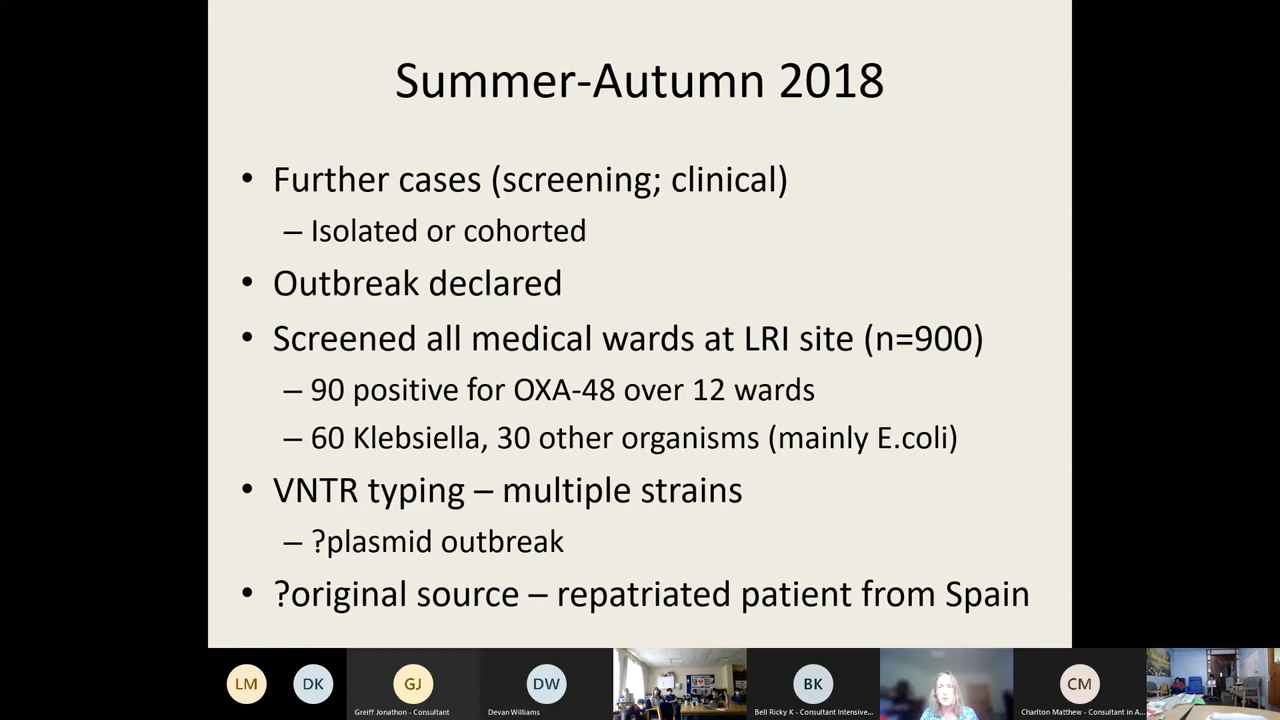 Summer-Autumn 2018
• Further cases (screening; clinical)
– Isolated or cohorted
• Outbreak declared
• Screened all medical wards at LRI site (n=900)
– 90 positive for OXA-48 over 12 wards
– 60 Klebsiella, 30 other organisms (mainly E.coli)
• VNTR typing – multiple strains
– ?plasmid outbreak
• ?original source – repatriated patient from Spain
LM
DK
GJ
DW
BK
CM
Greiff Jonathon - Consultant
Devan Williams
Bell Ricky K - Consultant Intensive...
Charlton Matthew - Consultant in A...